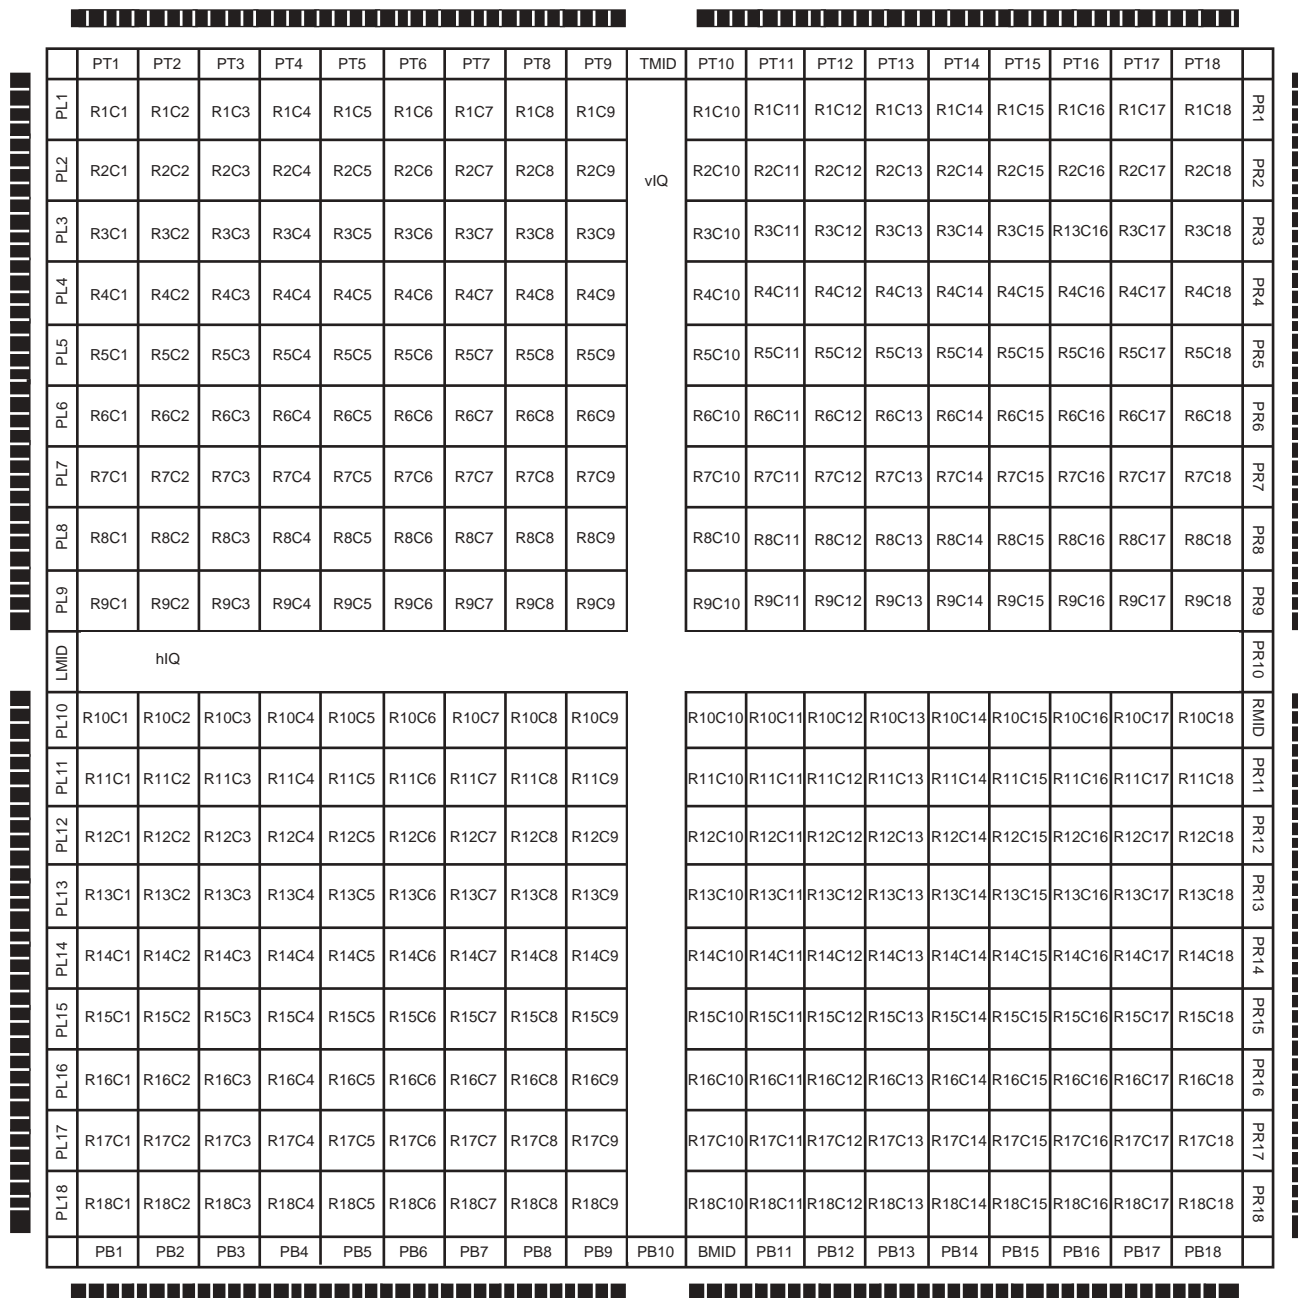 PT1 PT2 PT3 PT4 PT5 PT6 PT7 PT8 PT9 TMID PT10 PT11 PT12 PT13 PT14 PT15 PT16 PT17 PT18
PL1 R1C1 R1C2 R1C3 R1C4 R1C5 R1C6 R1C7 R1C8 R1C9 R1C10 R1C11 R1C12 R1C13 R1C14 R1C15 R1C16 R1C17 R1C18 PR1
PL2 R2C1 R2C2 R2C3 R2C4 R2C5 R2C6 R2C7 R2C8 R2C9 vIQ R2C10 R2C11 R2C12 R2C13 R2C14 R2C15 R2C16 R2C17 R2C18 PR2
PL3 R3C1 R3C2 R3C3 R3C4 R3C5 R3C6 R3C7 R3C8 R3C9 R3C10 R3C11 R3C12 R3C13 R3C14 R3C15 R13C16 R3C17 R3C18 PR3
PL4 R4C1 R4C2 R4C3 R4C4 R4C5 R4C6 R4C7 R4C8 R4C9 R4C10 R4C11 R4C12 R4C13 R4C14 R4C15 R4C16 R4C17 R4C18 PR4
PL5 R5C1 R5C2 R5C3 R5C4 R5C5 R5C6 R5C7 R5C8 R5C9 R5C10 R5C11 R5C12 R5C13 R5C14 R5C15 R5C16 R5C17 R5C18 PR5
PL6 R6C1 R6C2 R6C3 R6C4 R6C5 R6C6 R6C7 R6C8 R6C9 R6C10 R6C11 R6C12 R6C13 R6C14 R6C15 R6C16 R6C17 R6C18 PR6
PL7 R7C1 R7C2 R7C3 R7C4 R7C5 R7C6 R7C7 R7C8 R7C9 R7C10 R7C11 R7C12 R7C13 R7C14 R7C15 R7C16 R7C17 R7C18 PR7
PL8 R8C1 R8C2 R8C3 R8C4 R8C5 R8C6 R8C7 R8C8 R8C9 R8C10 R8C11 R8C12 R8C13 R8C14 R8C15 R8C16 R8C17 R8C18 PR8
PL9 R9C1 R9C2 R9C3 R9C4 R9C5 R9C6 R9C7 R9C8 R9C9 R9C10 R9C11 R9C12 R9C13 R9C14 R9C15 R9C16 R9C17 R9C18 PR9
LMID hIQ PR10
PL10 R10C1 R10C2 R10C3 R10C4 R10C5 R10C6 R10C7 R10C8 R10C9 R10C10 R10C11 R10C12 R10C13 R10C14 R10C15 R10C16 R10C17 R10C18 RMID
PL11 R11C1 R11C2 R11C3 R11C4 R11C5 R11C6 R11C7 R11C8 R11C9 R11C10 R11C11 R11C12 R11C13 R11C14 R11C15 R11C16 R11C17 R11C18 PR11
PL12 R12C1 R12C2 R12C3 R12C4 R12C5 R12C6 R12C7 R12C8 R12C9 R12C10 R12C11 R12C12 R12C13 R12C14 R12C15 R12C16 R12C17 R12C18 PR12
PL13 R13C1 R13C2 R13C3 R13C4 R13C5 R13C6 R13C7 R13C8 R13C9 R13C10 R13C11 R13C12 R13C13 R13C14 R13C15 R13C16 R13C17 R13C18 PR13
PL14 R14C1 R14C2 R14C3 R14C4 R14C5 R14C6 R14C7 R14C8 R14C9 R14C10 R14C11 R14C12 R14C13 R14C14 R14C15 R14C16 R14C17 R14C18 PR14
PL15 R15C1 R15C2 R15C3 R15C4 R15C5 R15C6 R15C7 R15C8 R15C9 R15C10 R15C11 R15C12 R15C13 R15C14 R15C15 R15C16 R15C17 R15C18 PR15
PL16 R16C1 R16C2 R16C3 R16C4 R16C5 R16C6 R16C7 R16C8 R16C9 R16C10 R16C11 R16C12 R16C13 R16C14 R16C15 R16C16 R16C17 R16C18 PR16
PL17 R17C1 R17C2 R17C3 R17C4 R17C5 R17C6 R17C7 R17C8 R17C9 R17C10 R17C11 R17C12 R17C13 R17C14 R17C15 R17C16 R17C17 R17C18 PR17
PL18 R18C1 R18C2 R18C3 R18C4 R18C5 R18C6 R18C7 R18C8 R18C9 R18C10 R18C11 R18C12 R18C13 R18C14 R18C15 R18C16 R18C17 R18C18 PR18
PB1 PB2 PB3 PB4 PB5 PB6 PB7 PB8 PB9 PB10 BMID PB11 PB12 PB13 PB14 PB15 PB16 PB17 PB18